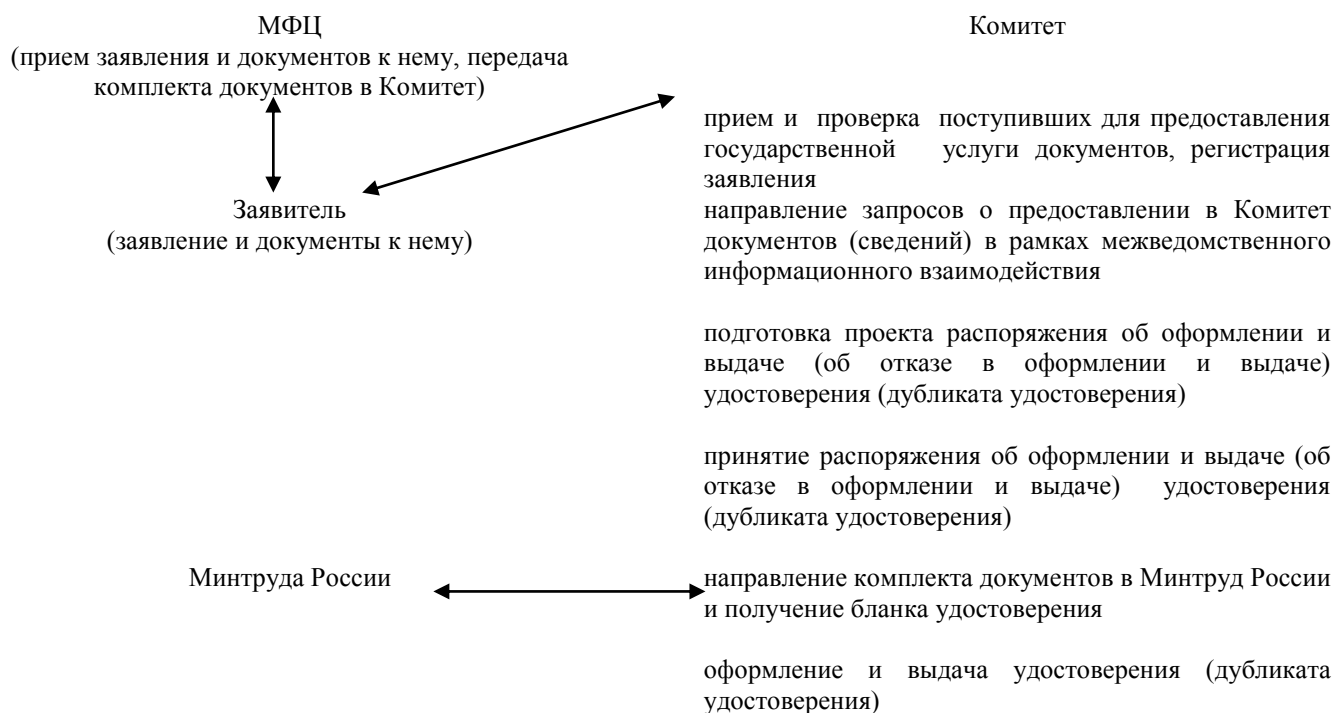 МФЦ
(прием заявления и документов к нему, передача
комплекта документов в Комитет)
Заявитель
(заявление и документы к нему)
Минтруда России
Комитет
прием и проверка поступивших для предоставления
государственной услуги документов, регистрация
заявления
направление запросов о предоставлении в Комитет
документов (сведений) в рамках межведомственного
информационного взаимодействия
подготовка проекта распоряжения об оформлении и
выдаче (об отказе в оформлении и выдаче)
удостоверения (дубликата удостоверения)
принятие распоряжения об оформлении и выдаче (об
отказе в оформлении и выдаче) удостоверения
(дубликата удостоверения)
направление комплекта документов в Минтруд России
и получение бланка удостоверения
оформление и выдача удостоверения (дубликата
удостоверения)